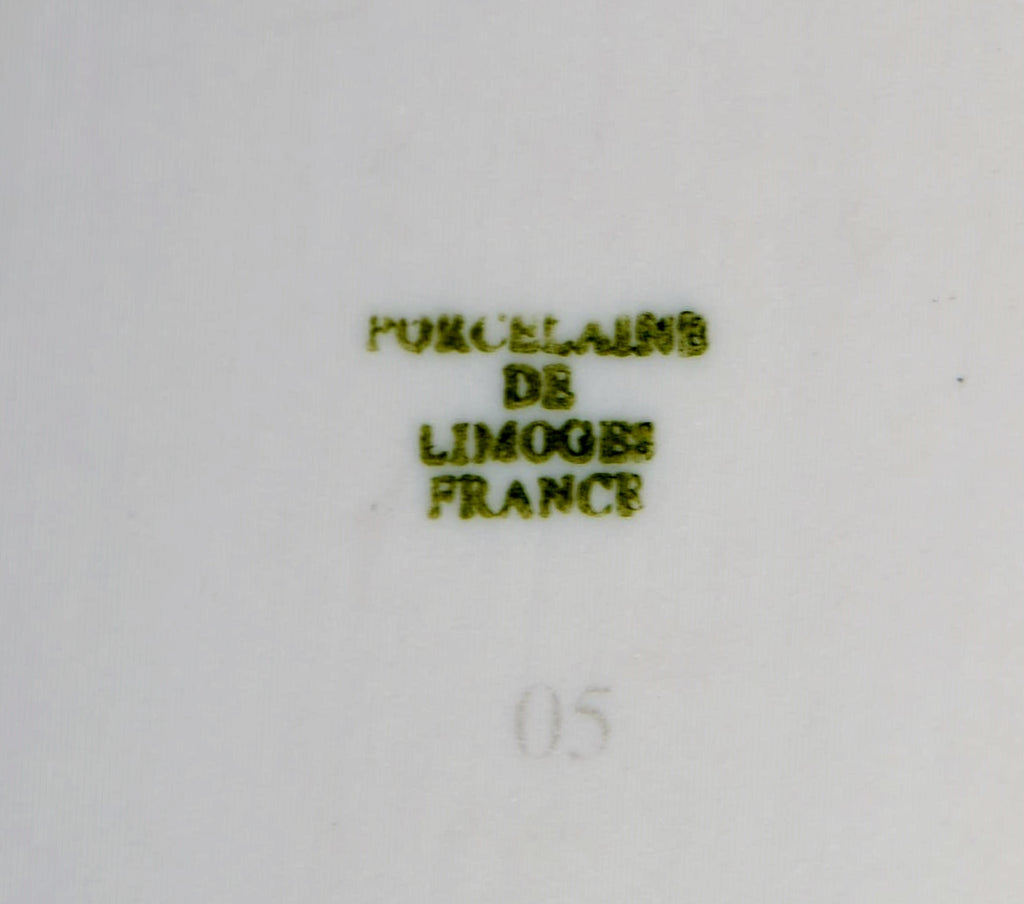 PORCELAINE
DE
LIMOGES
FRANCE
05